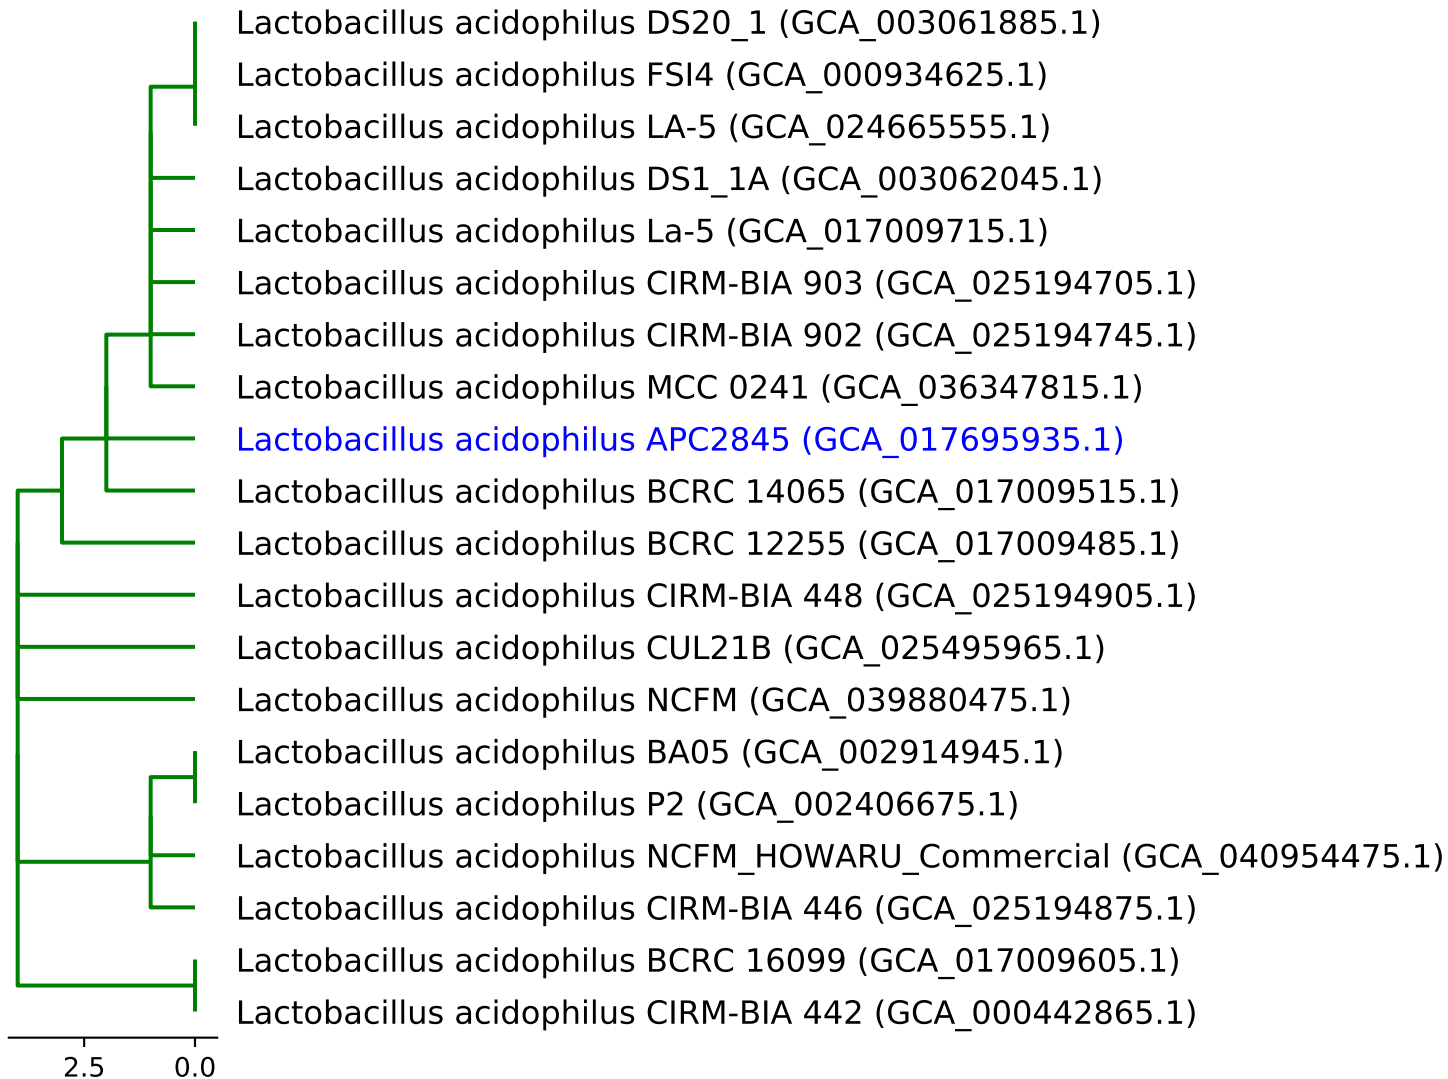 Lactobacillus acidophilus DS20_1 (GCA_003061885.1)
Lactobacillus acidophilus FSI4 (GCA_000934625.1)
Lactobacillus acidophilus LA-5 (GCA_024665555.1)
Lactobacillus acidophilus DS1_1A (GCA_003062045.1)
Lactobacillus acidophilus La-5 (GCA_017009715.1)
Lactobacillus acidophilus CIRM-BIA 903 (GCA_025194705.1)
Lactobacillus acidophilus CIRM-BIA 902 (GCA_025194745.1)
Lactobacillus acidophilus MCC 0241 (GCA_036347815.1)
Lactobacillus acidophilus APC2845 (GCA_017695935.1)
Lactobacillus acidophilus BCRC 14065 (GCA_017009515.1)
Lactobacillus acidophilus BCRC 12255 (GCA_017009485.1)
Lactobacillus acidophilus CIRM-BIA 448 (GCA_025194905.1)
Lactobacillus acidophilus CUL21B (GCA_025495965.1)
Lactobacillus acidophilus NCFM (GCA_039880475.1)
Lactobacillus acidophilus BA05 (GCA_002914945.1)
Lactobacillus acidophilus P2 (GCA_002406675.1)
Lactobacillus acidophilus NCFM_HOWARU_Commercial (GCA_040954475.1)
Lactobacillus acidophilus CIRM-BIA 446 (GCA_025194875.1)
Lactobacillus acidophilus BCRC 16099 (GCA_017009605.1)
Lactobacillus acidophilus CIRM-BIA 442 (GCA_000442865.1)
2.5 0.0